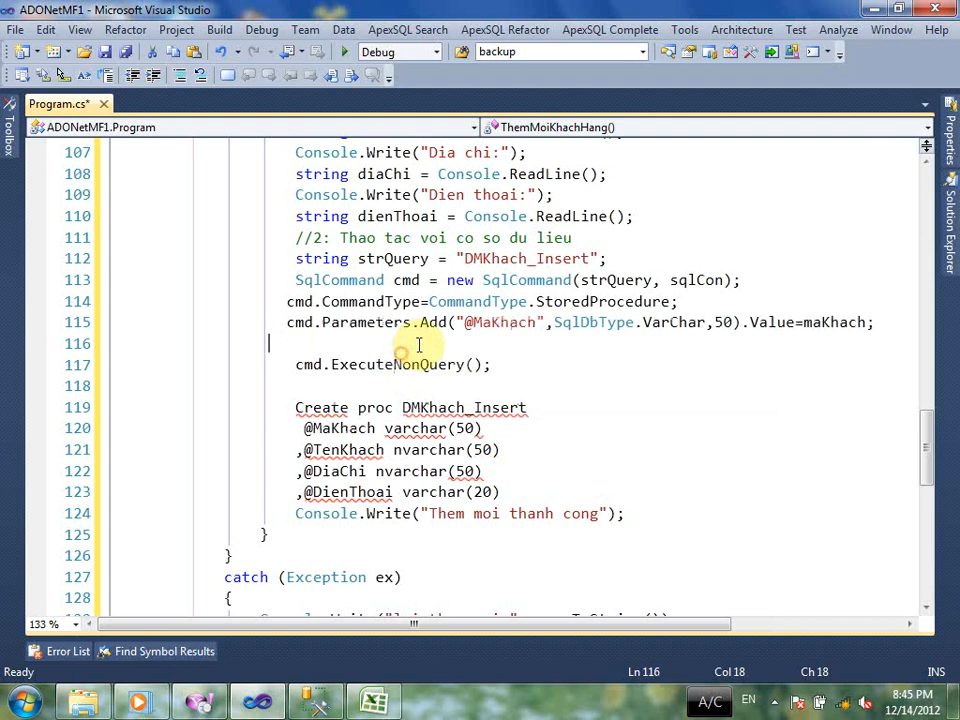 ADONetMF1 - Microsoft Visual Studio
File Edit View Refactor Project Build Debug Team ApexSQL Search ApexSQL Refactor ApexSQL Complete Tools Architecture Test Analyze Window Help
Debug backup
Program.cs*
ADONetMF1.Program ThemMoiKhachHang()
107 Console.Write("Dia chi:");
108 string diaChi = Console.ReadLine();
109 Console.Write("Dien thoai:");
110 string dienThoai = Console.ReadLine();
111 //2: Thao tac voi co so du lieu
112 string strQuery = "DMKhach_Insert";
113 SqlCommand cmd = new SqlCommand(strQuery, sqlCon);
114 cmd.CommandType=CommandType.StoredProcedure;
115 cmd.Parameters.Add("@MaKhach",SqlDbType.VarChar,50).Value=maKhach;
116
117 cmd.ExecuteNonQuery();
118
119 Create proc DMKhach_Insert
120 @MaKhach varchar(50)
121 ,@TenKhach nvarchar(50)
122 ,@DiaChi nvarchar(50)
123 ,@DienThoai varchar(20)
124 Console.Write("Them moi thanh cong");
125 }
126 }
127 catch (Exception ex)
128 {
133 %
Toolbox
Properties
Solution Explorer
Error List Find Symbol Results
Ready Ln 116 Col 18 Ch 18 INS
A/C EN 8:45 PM
12/14/2012